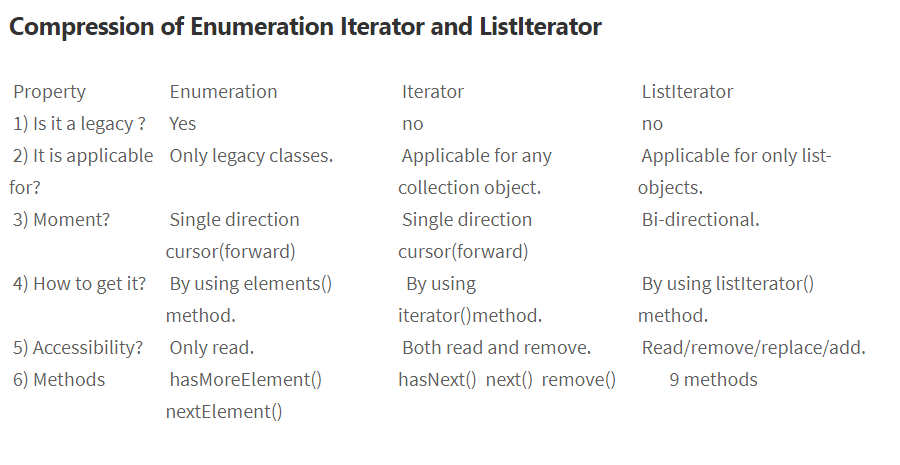 Compression of Enumeration Iterator and ListIterator
Property Enumeration Iterator ListIterator
1) Is it a legacy ? Yes no no
2) It is applicable Only legacy classes. Applicable for any Applicable for only list-
for? collection object. objects.
3) Moment? Single direction Single direction Bi-directional.
cursor(forward) cursor(forward)
4) How to get it? By using elements() By using By using listIterator()
method. iterator()method. method.
5) Accessibility? Only read. Both read and remove. Read/remove/replace/add.
6) Methods hasMoreElement() hasNext() next() remove() 9 methods
nextElement()